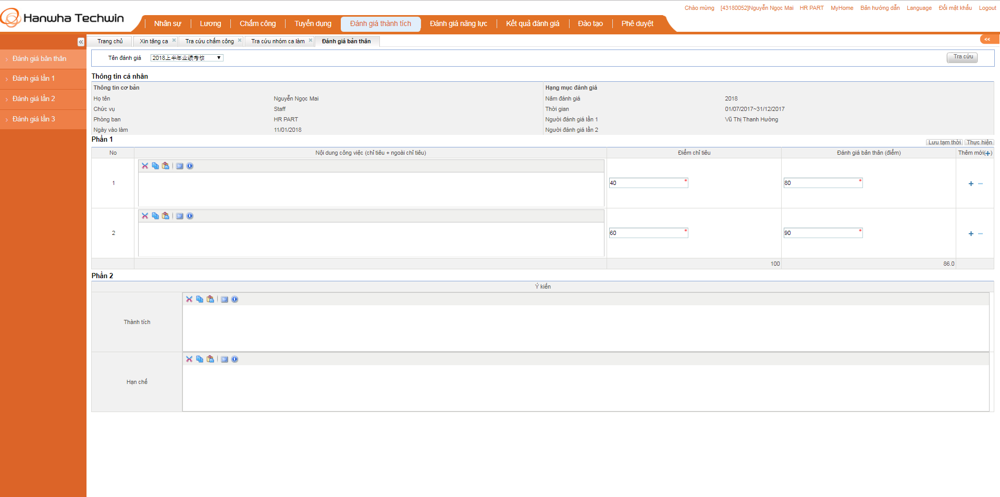 Chào mừng [43180052]Nguyễn Ngọc Mai HR PART MyHome Bản hướng dẫn Language Đổi mật khẩu Logout
Hanwha Techwin
Nhân sự Lương Chấm công Tuyển dụng Đánh giá thành tích Đánh giá năng lực Kết quả đánh giá Đào tạo Phê duyệt
Trang chủ Xin tăng ca Tra cứu chấm công Tra cứu nhóm ca làm Đánh giá bản thân
Đánh giá bản thân
Đánh giá lần 1
Đánh giá lần 2
Đánh giá lần 3
Tên đánh giá 2018上半年业绩考核 Tra cứu
Thông tin cá nhân
Thông tin cơ bản Hạng mục đánh giá
Họ tên Nguyễn Ngọc Mai Năm đánh giá 2018
Chức vụ Staff Thời gian 01/07/2017~31/12/2017
Phòng ban HR PART Người đánh giá lần 1 Vũ Thị Thanh Hường
Ngày vào làm 11/01/2018 Người đánh giá lần 2
Phần 1
Lưu tạm thời Thực hiện
No Nội dung công việc (chỉ tiêu + ngoài chỉ tiêu) Điểm chỉ tiêu Đánh giá bản thân (điểm) Thêm mới(+)
1 40 * 80 * + −
2 60 * 90 * + −
100 86.0
Phần 2
Ý kiến
Thành tích
Hạn chế